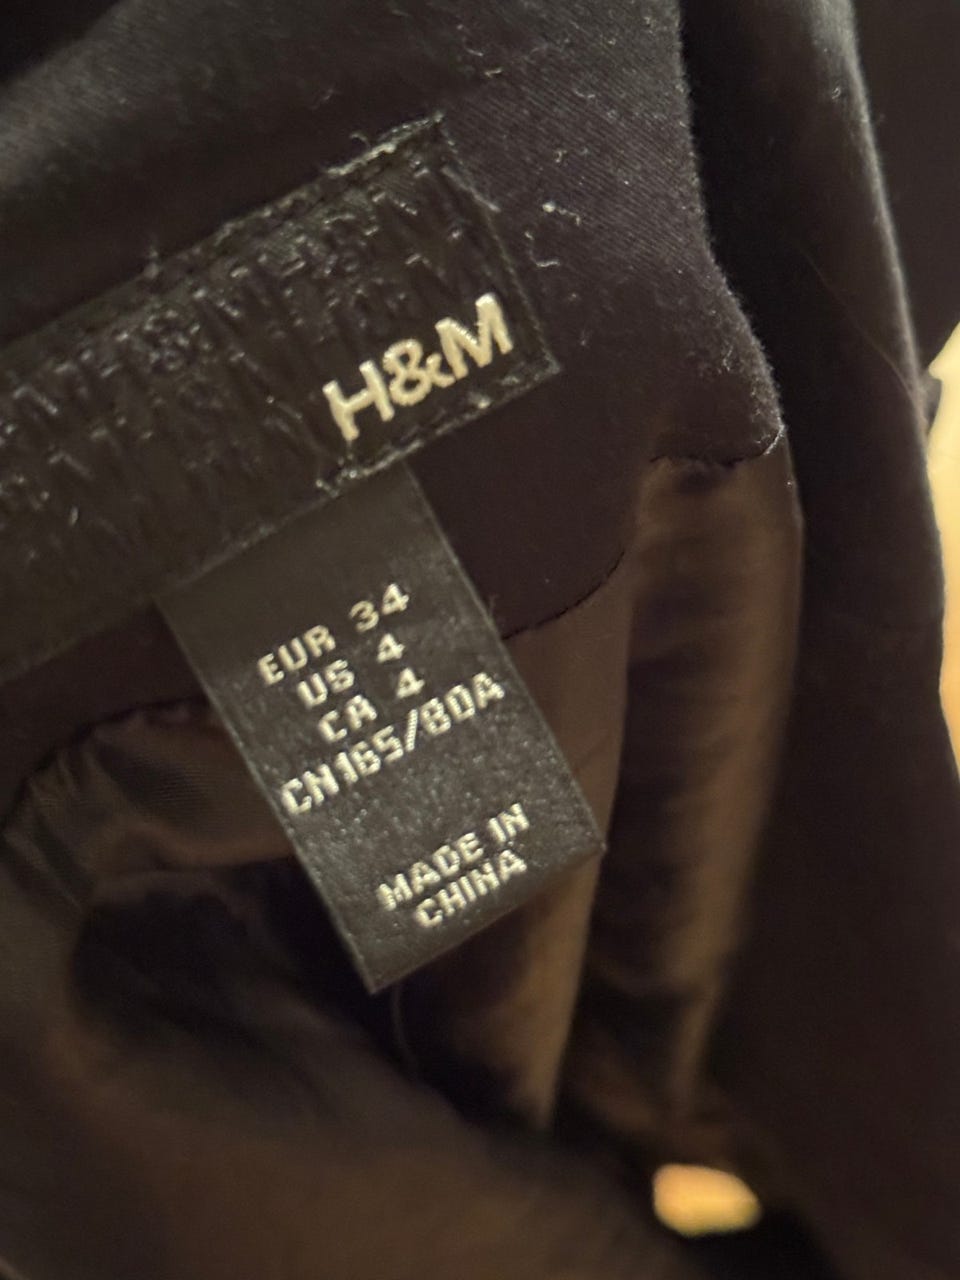 H&M
EUR 34
US 4
CA 4
CN165/80A
MADE IN
CHINA